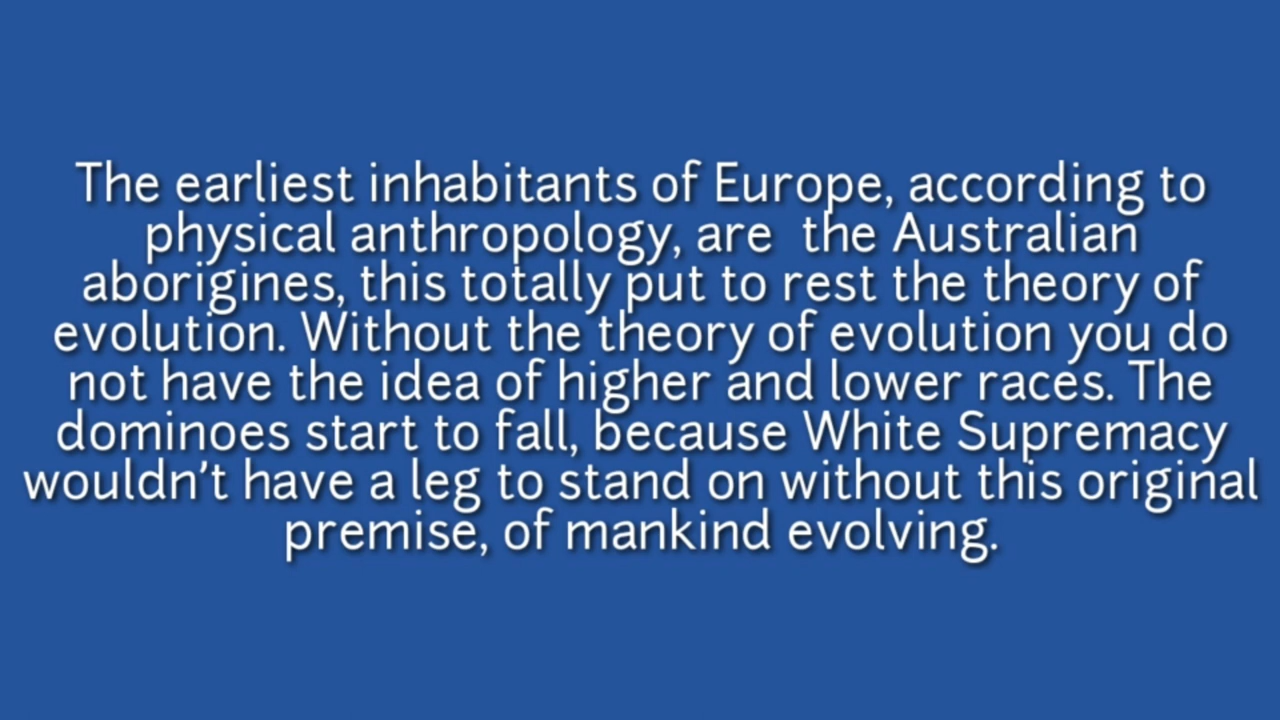 The earliest inhabitants of Europe, according to
physical anthropology, are  the Australian
aborigines, this totally put to rest the theory of
evolution. Without the theory of evolution you do
not have the idea of higher and lower races. The
dominoes start to fall, because White Supremacy
wouldn't have a leg to stand on without this original
premise, of mankind evolving.